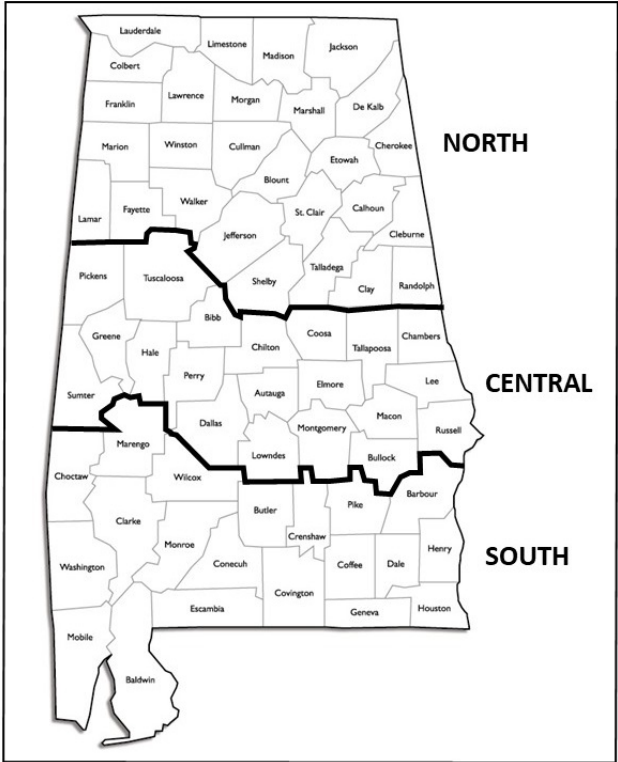 Lauderdale
Limestone
Madison
Jackson
Colbert
Lawrence
Franklin
Morgan
Marshall
De Kalb
Marion
Winston
Cullman
Cherokee
Etowah
NORTH
Blount
Lamar
Fayette
Walker
St. Clair
Calhoun
Jefferson
Cleburne
Talladega
Shelby
Clay
Randolph
Pickens
Tuscaloosa
Bibb
Greene
Hale
Chilton
Coosa
Tallapoosa
Chambers
Perry
Sumter
Autauga
Elmore
Lee
CENTRAL
Dallas
Macon
Montgomery
Russell
Lowndes
Bullock
Marengo
Choctaw
Wilcox
Butler
Pike
Barbour
Clarke
Crenshaw
Monroe
Conecuh
Coffee
Dale
Henry
SOUTH
Washington
Covington
Escambia
Geneva
Houston
Mobile
Baldwin